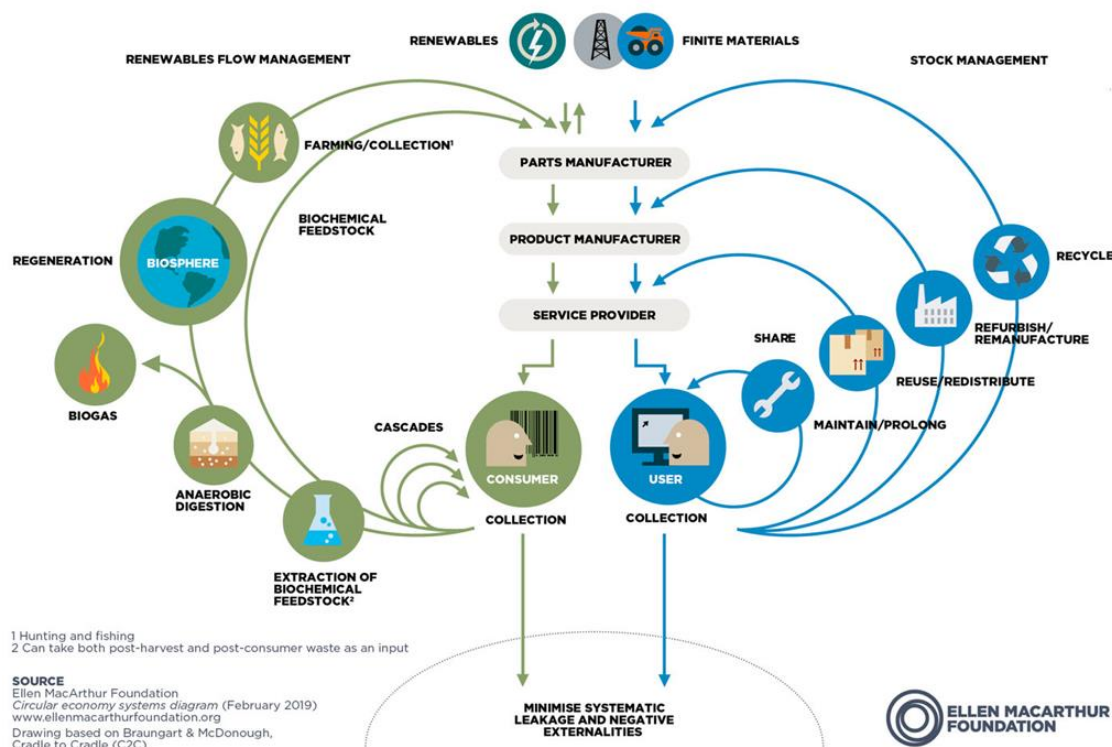 RENEWABLES
FINITE MATERIALS
RENEWABLES FLOW MANAGEMENT
STOCK MANAGEMENT
FARMING/COLLECTION¹
PARTS MANUFACTURER
BIOCHEMICAL
FEEDSTOCK
PRODUCT MANUFACTURER
REGENERATION
BIOSPHERE
RECYCLE
SERVICE PROVIDER
REFURBISH/
REMANUFACTURE
SHARE
REUSE/REDISTRIBUTE
BIOGAS
CASCADES
MAINTAIN/PROLONG
CONSUMER
USER
ANAEROBIC
DIGESTION
COLLECTION
COLLECTION
EXTRACTION OF
BIOCHEMICAL
FEEDSTOCK²
1 Hunting and fishing
2 Can take both post-harvest and post-consumer waste as an input
SOURCE
Ellen MacArthur Foundation
Circular economy systems diagram (February 2019)
www.ellenmacarthurfoundation.org
Drawing based on Braungart & McDonough,
Cradle to Cradle (C2C)
MINIMISE SYSTEMATIC
LEAKAGE AND NEGATIVE
EXTERNALITIES
ELLEN MACARTHUR
FOUNDATION